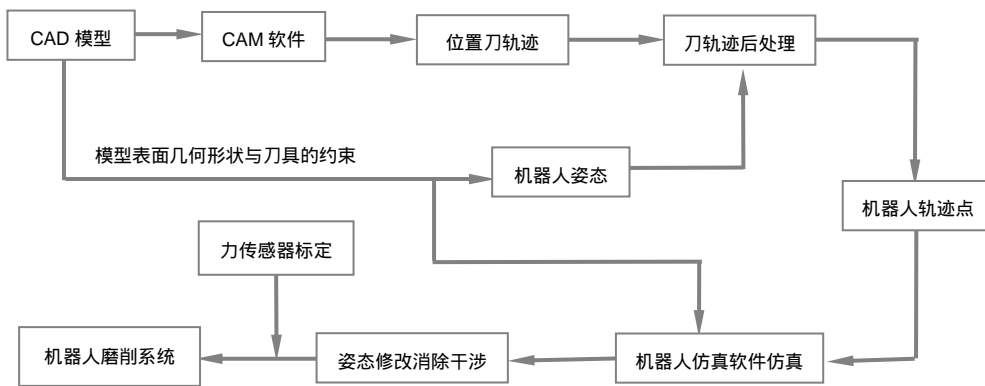 CAD 模型
CAM 软件
位置刀轨迹
刀轨迹后处理
模型表面几何形状与刀具的约束
机器人姿态
机器人轨迹点
力传感器标定
机器人磨削系统
姿态修改消除干涉
机器人仿真软件仿真